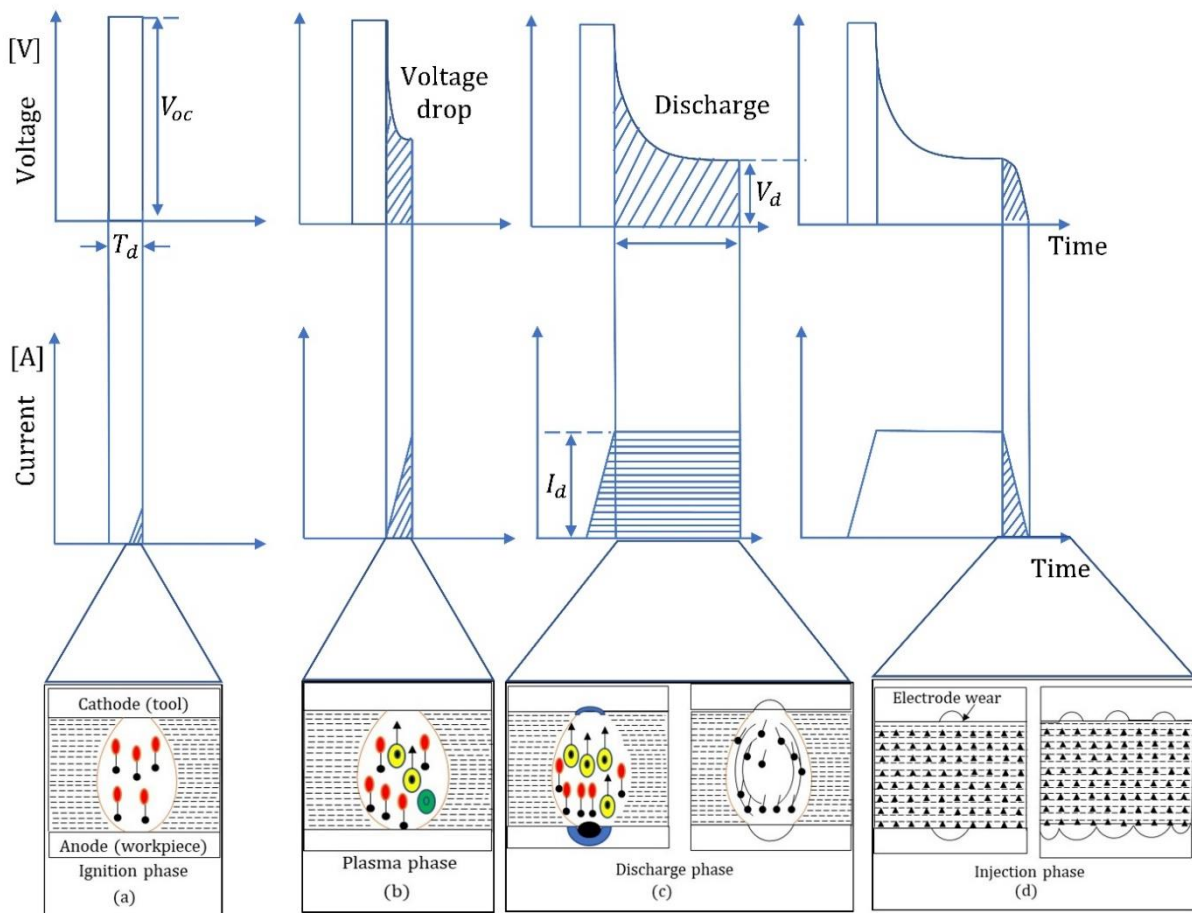 [V]
Voltage
V_oc
T_d
Voltage
drop
Discharge
V_d
Time
[A]
Current
I_d
Time
Cathode (tool)
Anode (workpiece)
Ignition phase
(a)
Plasma phase
(b)
Discharge phase
(c)
Electrode wear
Injection phase
(d)